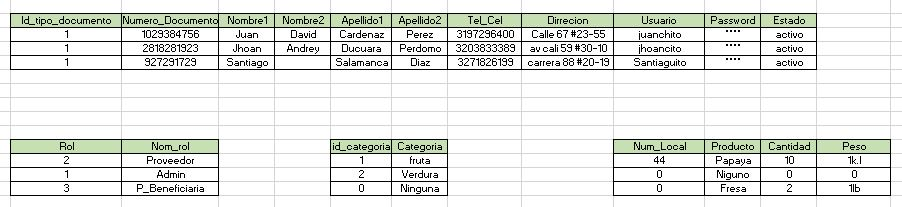 Id_tipo_documento Numero_Documento Nombre1 Nombre2 Apellido1 Apellido2 Tel_Cel Dirrecion Usuario Password Estado
1 1029384756 Juan David Cardenaz Perez 3197296400 Calle 67 #23-55 juanchito **** activo
1 2818281923 Jhoan Andrey Ducuara Perdomo 3203833389 av cali 59 #30-10 jhoancito **** activo
1 927291729 Santiago Salamanca Diaz 3271826199 carrera 88 #20-19 Santiaguito **** activo
Rol Nom_rol id_categoria Categoria Num_Local Producto Cantidad Peso
2 Proveedor 1 fruta 44 Papaya 10 1k.l
1 Admin 2 Verdura 0 Niguno 0 0
3 P_Beneficiaria 0 Ninguna 0 Fresa 2 1lb